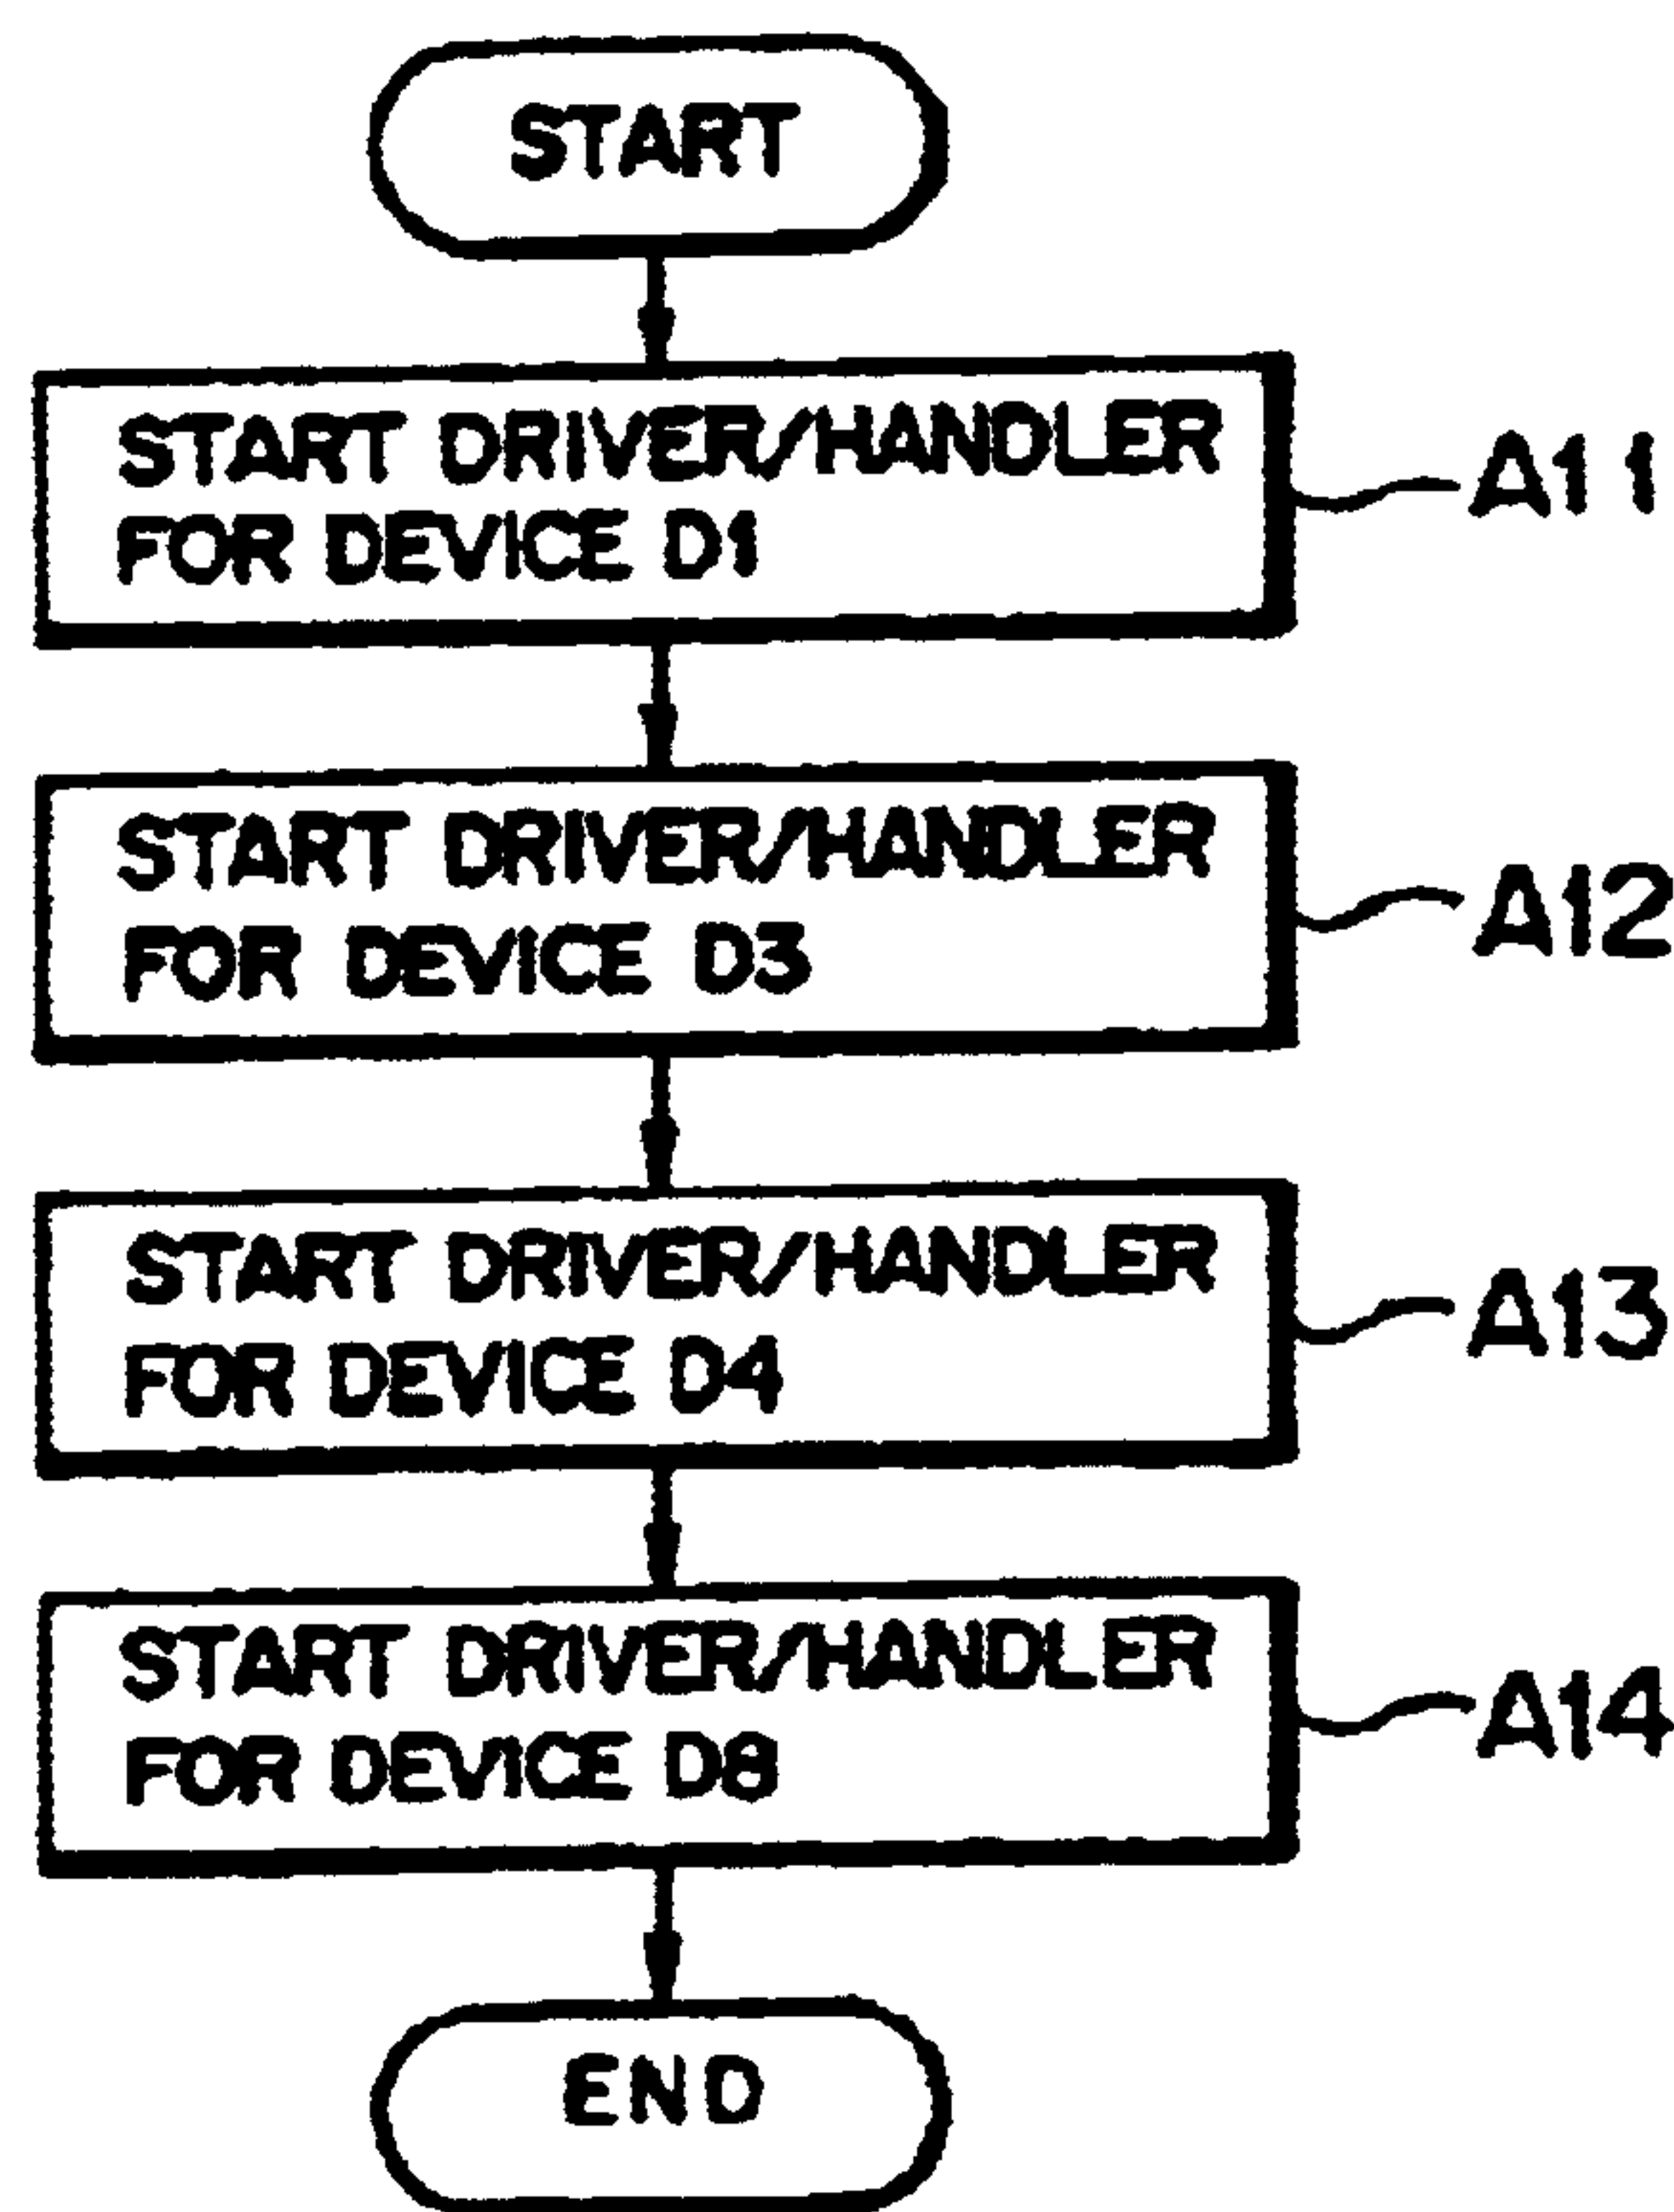 START
START DRIVER/HANDLER
FOR DEVICE D1
A11
START DRIVER/HANDLER
FOR DEVICE D3
A12
START DRIVER/HANDLER
FOR DEVICE D4
A13
START DRIVER/HANDLER
FOR DEVICE D8
A14
END